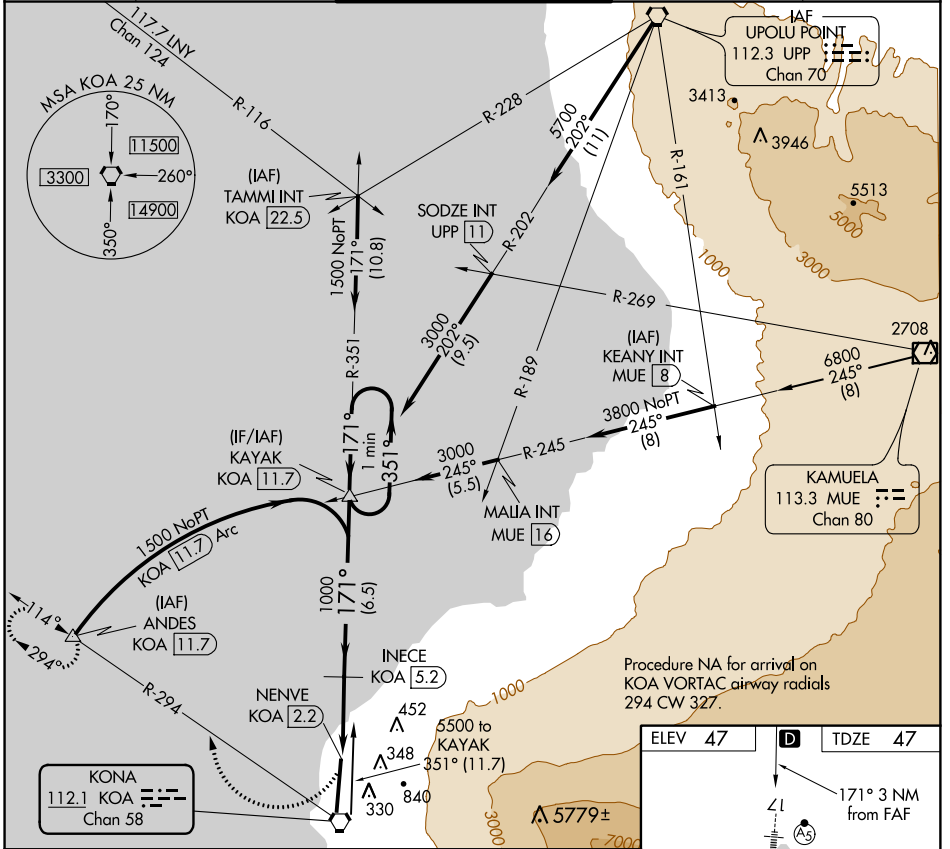 117.7 LNY
Chan 124
MSA KOA 25 NM
170°
11500
3300
260°
14900
350°
R-116
R-228
(IAF)
TAMMI INT
KOA 22.5
1500 NoPT
171°
(10.8)
R-351
5700
202°
(11)
R-202
SODZE INT
UPP 11
3000
202°
(9.5)
R-189
R-161
IAF
UPOLU POINT
112.3 UPP
Chan 70
3413
3946
5513
5000
3000
1000
R-269
2708
(IAF)
KEANY INT
MUE 8
6800
245°
(8)
3800 NoPT
245°
(8)
R-245
3000
245°
(5.5)
MALIA INT
MUE 16
KAMUELA
113.3 MUE
Chan 80
(IF/IAF)
KAYAK
KOA 11.7
171°
1 min
351°
1500 NoPT
KOA 11.7 Arc
(IAF)
ANDES
KOA 11.7
114°
294°
R-294
1000
171°
(6.5)
INECE
KOA 5.2
NENVE
KOA 2.2
452
348
330
840
5500 to
KAYAK
351° (11.7)
1000
3000
5779±
7000
KONA
112.1 KOA
Chan 58
Procedure NA for arrival on
KOA VORTAC airway radials
294 CW 327.
ELEV 47
D
TDZE 47
171° 3 NM
from FAF
17
A5